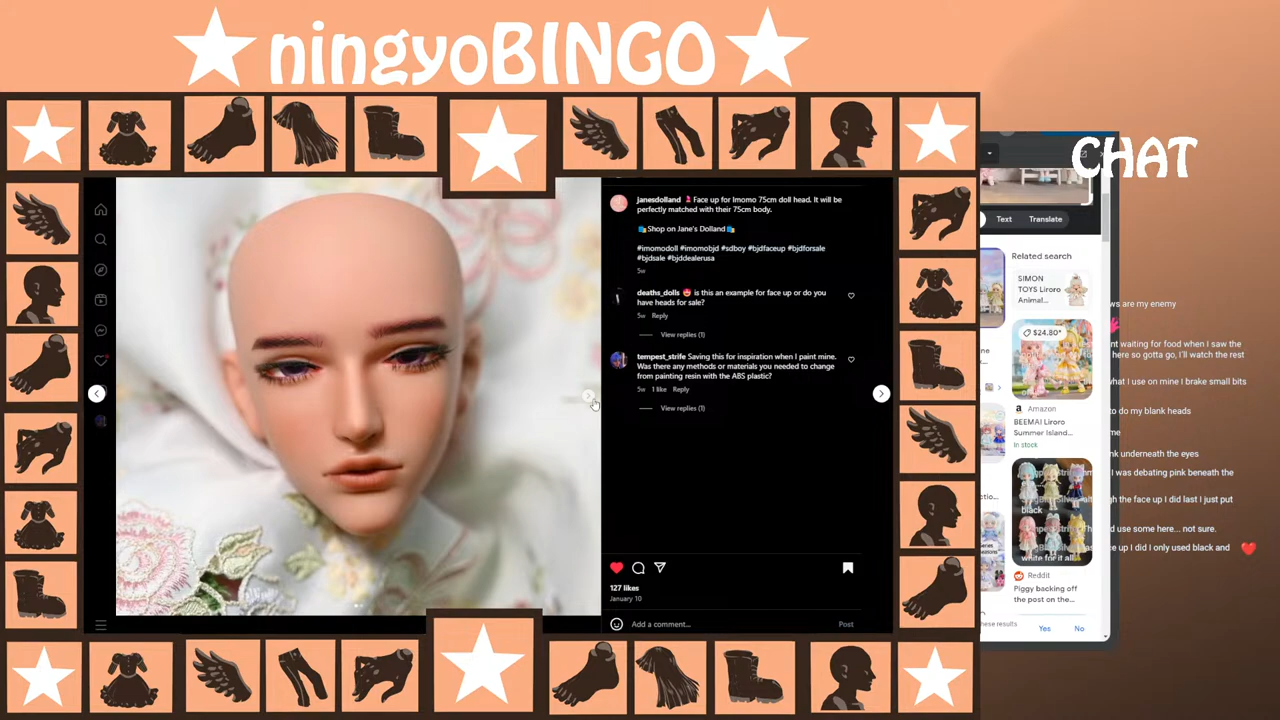 ningyoBINGO
CHAT
janesdolland Face up for Imomo 75cm doll head. It will be
perfectly matched with their 75cm body.
Shop on Jane's Dolland
#imomodoll #imomobjd #sdboy #bjdfaceup #bjdforsale
#bjdsale #bjddealerusa
5w
deaths_dolls is this an example for face up or do you
have heads for sale?
5w Reply
View replies (1)
tempest_strife Saving this for inspiration when I paint mine.
Was there any methods or materials you needed to change
from painting resin with the ABS plastic?
5w 1 like Reply
View replies (1)
127 likes
January 10
Add a comment...
Post
Text
Translate
Related search
SIMON
TOYS Liroro
Animal...
$24.80*
Amazon
BEEMAI Liroro
Summer Island...
In stock
Reddit
Piggy backing off
the post on the...
these results
Yes
No
are my enemy
waiting for food when I saw the
here so gotta go, I'll watch the rest
what I use on mine I brake small bits
to do my blank heads
underneath the eyes
I was debating pink beneath the
the face up I did last I just put
black
use some here... not sure.
up I did I only used black and
white for it all